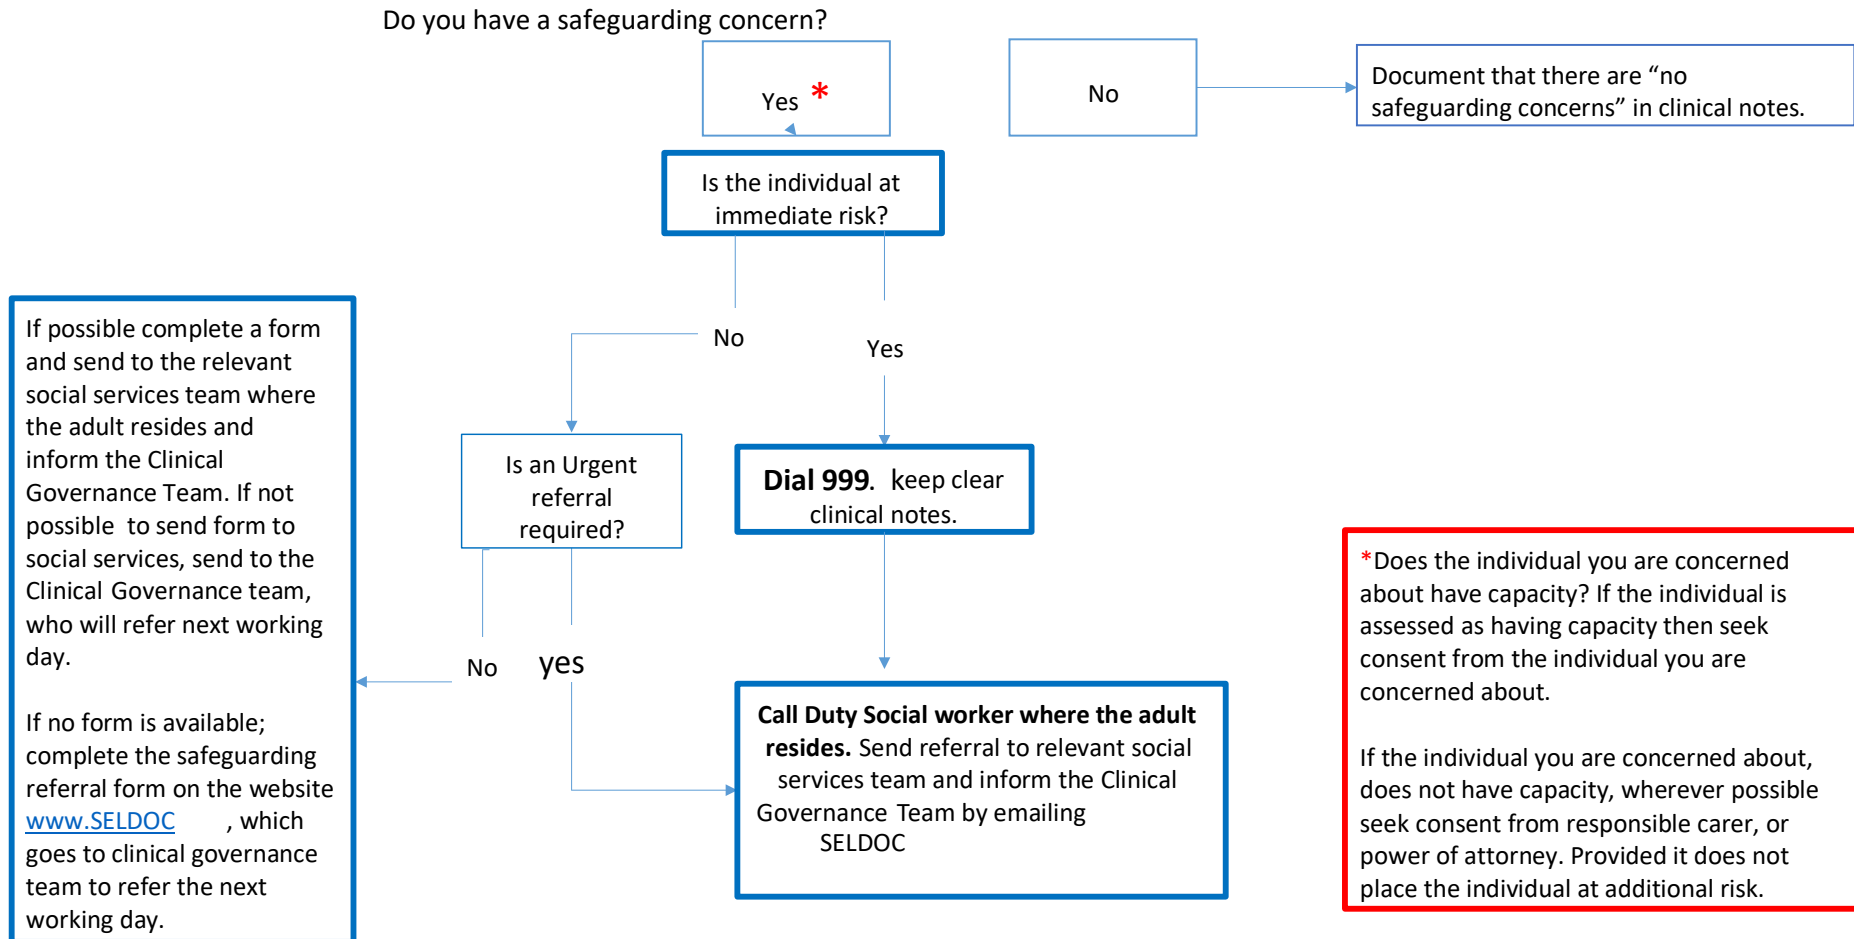 Do you have a safeguarding concern?
Yes *
No
Document that there are “no
safeguarding concerns” in clinical notes.
Is the individual at
immediate risk?
No
Yes
Is an Urgent
referral
required?
Dial 999. keep clear
clinical notes.
No
yes
If possible complete a form
and send to the relevant
social services team where
the adult resides and
inform the Clinical
Governance Team. If not
possible to send form to
social services, send to the
Clinical Governance team,
who will refer next working
day.
If no form is available;
complete the safeguarding
referral form on the website
www.SELDOC , which
goes to clinical governance
team to refer the next
working day.
Call Duty Social worker where the adult
resides. Send referral to relevant social
services team and inform the Clinical
Governance Team by emailing
SELDOC
*Does the individual you are concerned
about have capacity? If the individual is
assessed as having capacity then seek
consent from the individual you are
concerned about.
If the individual you are concerned about,
does not have capacity, wherever possible
seek consent from responsible carer, or
power of attorney. Provided it does not
place the individual at additional risk.